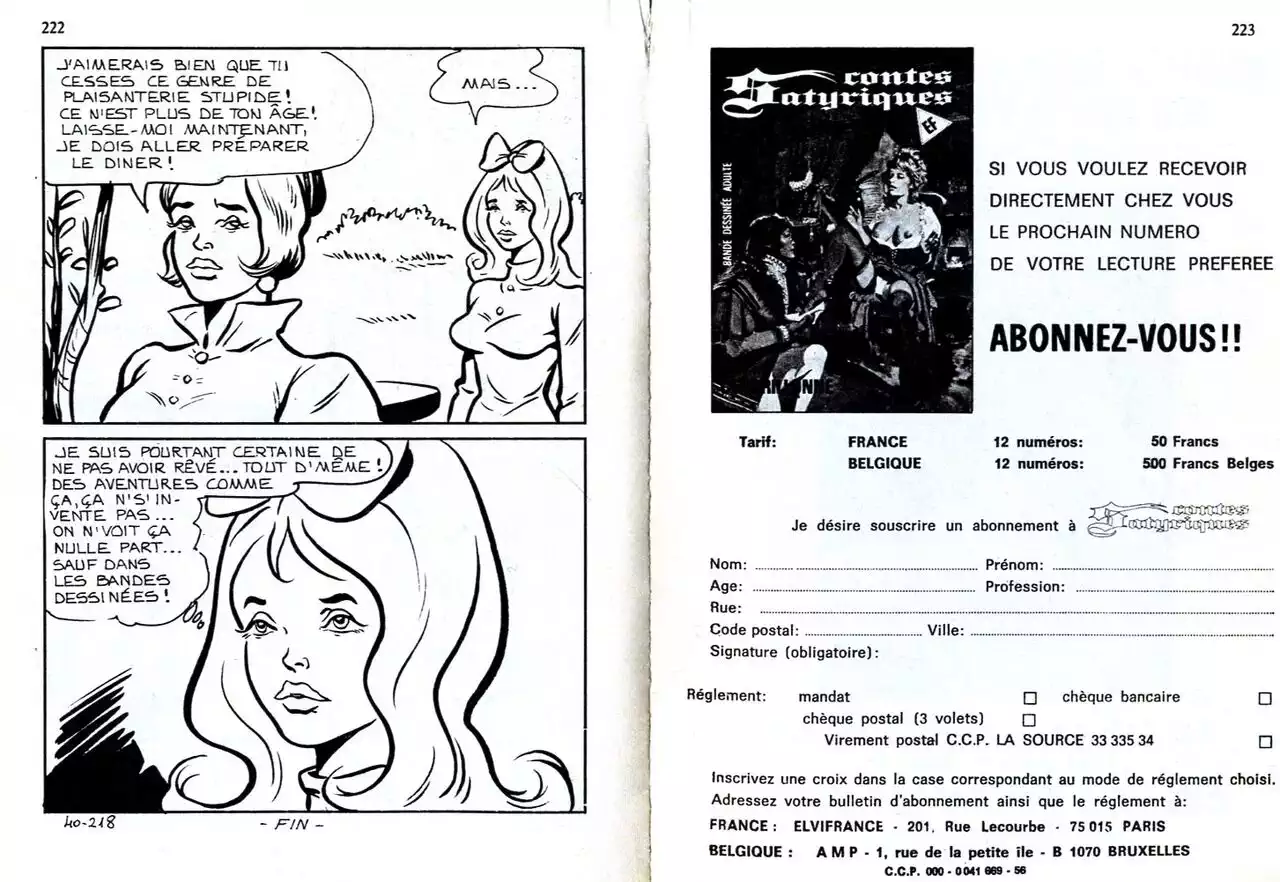 222
J'AIMERAIS BIEN QUE TU
CESSES CE GENRE DE
PLAISANTERIE STUPIDE!
CE N'EST PLUS DE TON ÂGE!
LAISSE-MOI MAINTENANT,
JE DOIS ALLER PRÉPARER
LE DINER!
MAIS...
JE SUIS POURTANT CERTAINE DE
NE PAS AVOIR RÊVÉ... TOUT D'MÊME!
DES AVENTURES COMME
ÇA, ÇA N'S'IN-
VENTE PAS...
ON N'VOIT ÇA
NULLE PART...
SAUF DANS
LES BANDES
DESSINÉES!
40-218
- FIN -
223
contes
Satyriques
EF
BANDE DESSINÉE ADULTE
SI VOUS VOULEZ RECEVOIR
DIRECTEMENT CHEZ VOUS
LE PROCHAIN NUMERO
DE VOTRE LECTURE PREFEREE
ABONNEZ-VOUS!!
Tarif: FRANCE 12 numéros: 50 Francs
BELGIQUE 12 numéros: 500 Francs Belges
Je désire souscrire un abonnement à contes Satyriques
Nom: Prénom:
Age: Profession:
Rue:
Code postal: Ville:
Signature (obligatoire):
Réglement: mandat chèque bancaire
chèque postal (3 volets)
Virement postal C.C.P. LA SOURCE 33 335 34
Inscrivez une croix dans la case correspondant au mode de réglement choisi.
Adressez votre bulletin d'abonnement ainsi que le réglement à:
FRANCE: ELVIFRANCE - 201, Rue Lecourbe - 75 015 PARIS
BELGIQUE: A M P - 1, rue de la petite île - B 1070 BRUXELLES
C.C.P. 000 - 0041 669 - 56